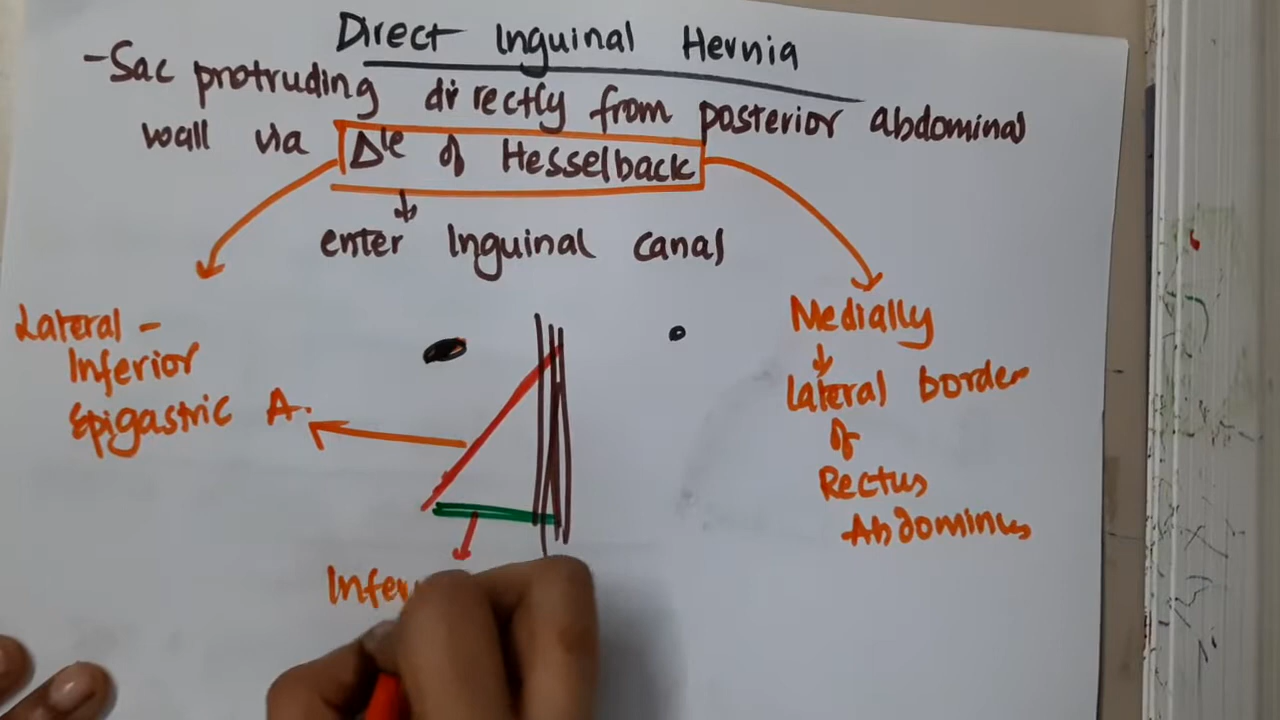 Direct Inguinal Hernia
-Sac protruding directly from posterior abdominal
wall via Δle of Hesselback
enter Inguinal canal
Lateral -
Inferior
Epigastric A.
Medially
Lateral border
of
Rectus
Abdominus
Infer